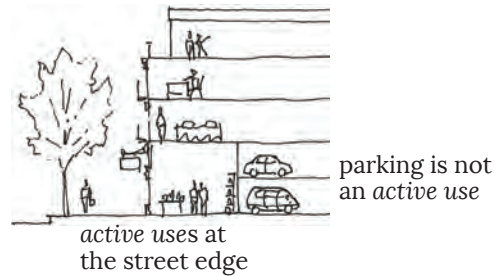 parking is not
an active use
active uses at
the street edge